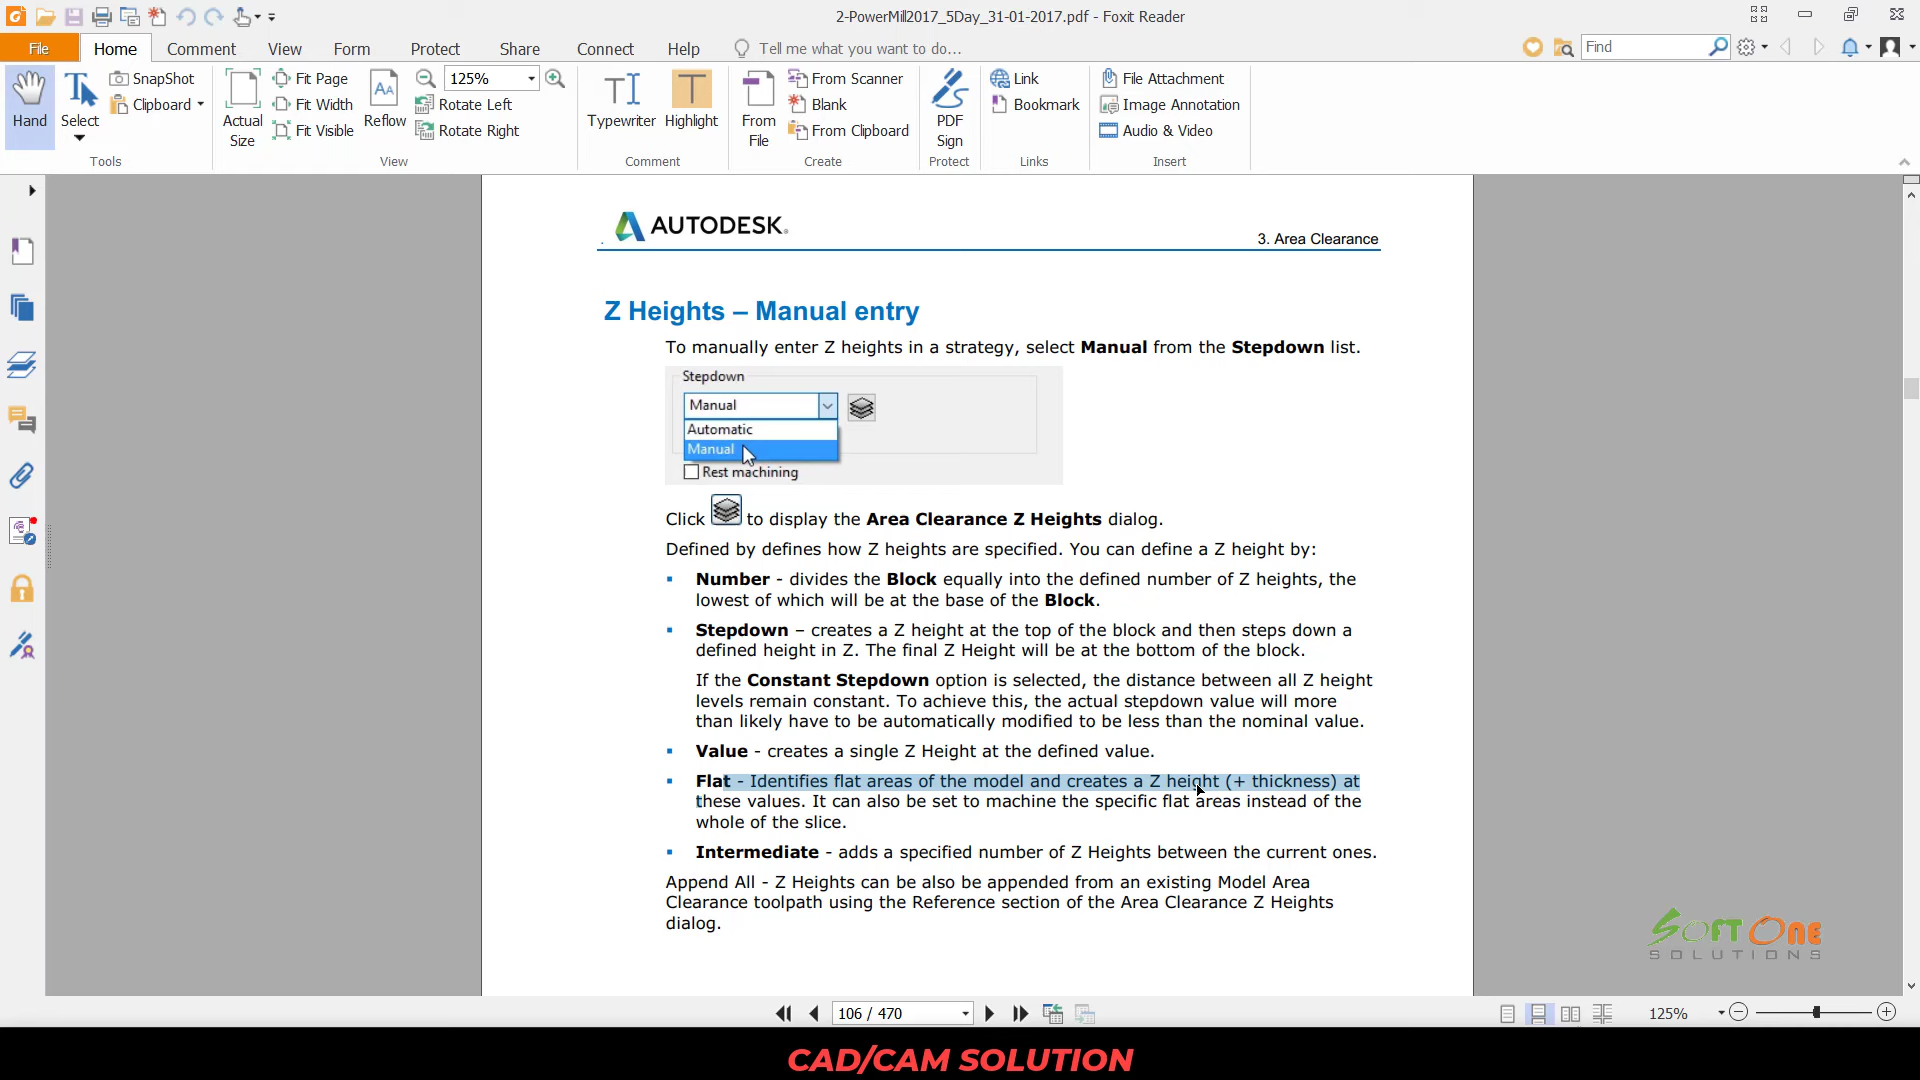 2-PowerMill2017_5Day_31-01-2017.pdf - Foxit Reader
File Home Comment View Form Protect Share Connect Help Tell me what you want to do... Find
Hand
Select
SnapShot
Clipboard
Tools
Actual Size
Fit Page
Fit Width
Fit Visible
Reflow
125%
Rotate Left
Rotate Right
View
Typewriter
Highlight
Comment
From File
From Scanner
Blank
From Clipboard
Create
PDF Sign
Protect
Link
Bookmark
Links
File Attachment
Image Annotation
Audio & Video
Insert
AUTODESK®
3. Area Clearance
Z Heights – Manual entry
To manually enter Z heights in a strategy, select Manual from the Stepdown list.
Stepdown
Manual
Automatic
Manual
Rest machining
Click to display the Area Clearance Z Heights dialog.
Defined by defines how Z heights are specified. You can define a Z height by:
▪ Number - divides the Block equally into the defined number of Z heights, the
lowest of which will be at the base of the Block.
▪ Stepdown – creates a Z height at the top of the block and then steps down a
defined height in Z. The final Z Height will be at the bottom of the block.
If the Constant Stepdown option is selected, the distance between all Z height
levels remain constant. To achieve this, the actual stepdown value will more
than likely have to be automatically modified to be less than the nominal value.
▪ Value - creates a single Z Height at the defined value.
▪ Flat - Identifies flat areas of the model and creates a Z height (+ thickness) at
these values. It can also be set to machine the specific flat areas instead of the
whole of the slice.
▪ Intermediate - adds a specified number of Z Heights between the current ones.
Append All - Z Heights can be also be appended from an existing Model Area
Clearance toolpath using the Reference section of the Area Clearance Z Heights
dialog.
SOFT ONE
SOLUTIONS
106 / 470
125%
CAD/CAM SOLUTION